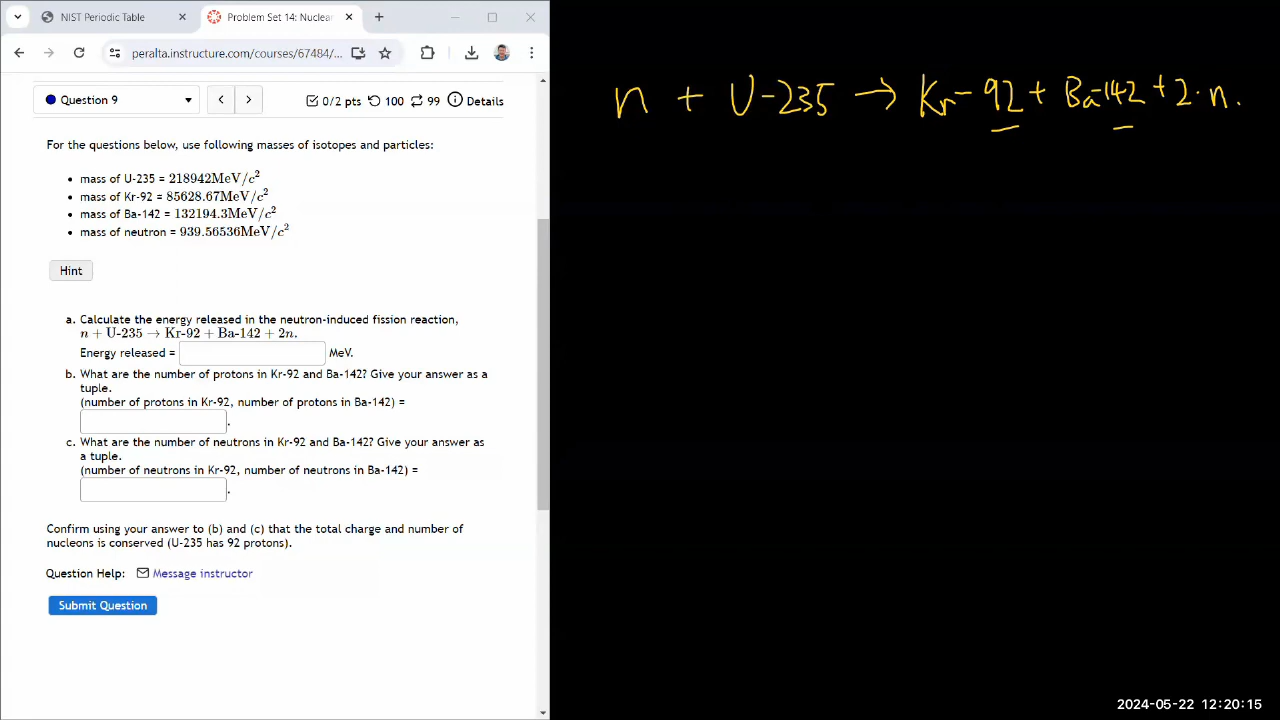 NIST Periodic Table
Problem Set 14: Nuclear
peralta.instructure.com/courses/67484/...
Question 9
0/2 pts 100 99 Details
For the questions below, use following masses of isotopes and particles:
• mass of U-235 = 218942MeV/c²
• mass of Kr-92 = 85628.67MeV/c²
• mass of Ba-142 = 132194.3MeV/c²
• mass of neutron = 939.56536MeV/c²
Hint
a. Calculate the energy released in the neutron-induced fission reaction,
n + U-235 → Kr-92 + Ba-142 + 2n.
Energy released = MeV.
b. What are the number of protons in Kr-92 and Ba-142? Give your answer as a
tuple.
(number of protons in Kr-92, number of protons in Ba-142) =
.
c. What are the number of neutrons in Kr-92 and Ba-142? Give your answer as
a tuple.
(number of neutrons in Kr-92, number of neutrons in Ba-142) =
.
Confirm using your answer to (b) and (c) that the total charge and number of
nucleons is conserved (U-235 has 92 protons).
Question Help: Message instructor
Submit Question
n + U-235 → Kr-92 + Ba-142 + 2·n.
2024-05-22 12:20:15